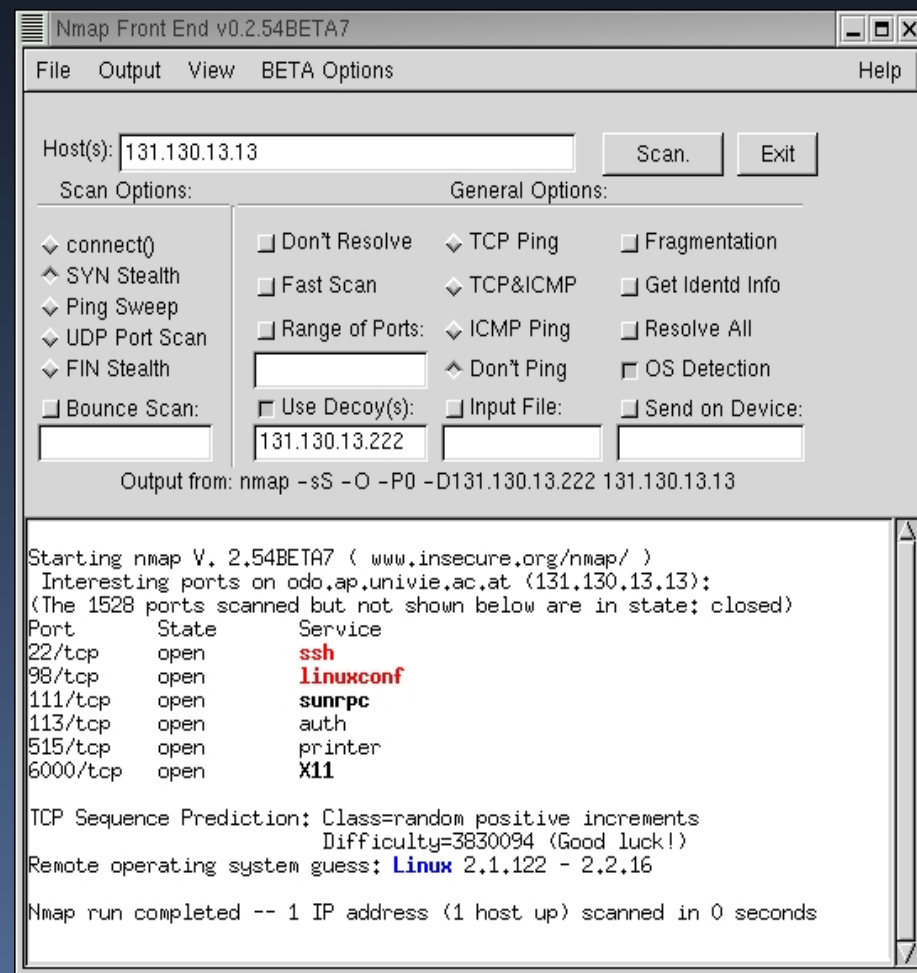 Nmap Front End v0.2.54BETA7
File Output View BETA Options Help
Host(s): 131.130.13.13 Scan. Exit
Scan Options: General Options:
connect() Don't Resolve TCP Ping Fragmentation
SYN Stealth Fast Scan TCP&ICMP Get Identd Info
Ping Sweep Range of Ports: ICMP Ping Resolve All
UDP Port Scan
FIN Stealth Don't Ping OS Detection
Bounce Scan: Use Decoy(s): Input File: Send on Device:
131.130.13.222
Output from: nmap -sS -O -P0 -D131.130.13.222 131.130.13.13
Starting nmap V. 2.54BETA7 ( www.insecure.org/nmap/ )
Interesting ports on odo.ap.univie.ac.at (131.130.13.13):
(The 1528 ports scanned but not shown below are in state: closed)
Port State Service
22/tcp open ssh
98/tcp open linuxconf
111/tcp open sunrpc
113/tcp open auth
515/tcp open printer
6000/tcp open X11
TCP Sequence Prediction: Class=random positive increments
Difficulty=3830094 (Good luck!)
Remote operating system guess: Linux 2.1.122 - 2.2.16
Nmap run completed -- 1 IP address (1 host up) scanned in 0 seconds